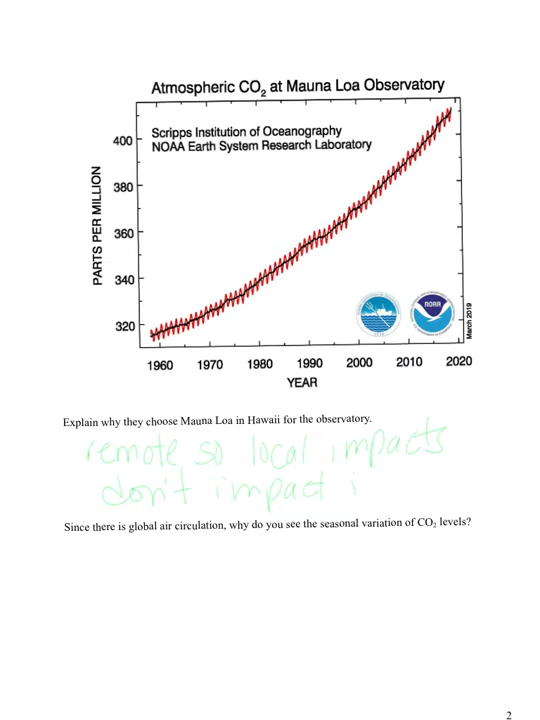 Atmospheric CO₂ at Mauna Loa Observatory
Scripps Institution of Oceanography
NOAA Earth System Research Laboratory
PARTS PER MILLION
400
380
360
340
320
NOAA
March 2019
1960 1970 1980 1990 2000 2010 2020
YEAR
Explain why they choose Mauna Loa in Hawaii for the observatory.
remote so local impacts
don't impact i
Since there is global air circulation, why do you see the seasonal variation of CO₂ levels?
2